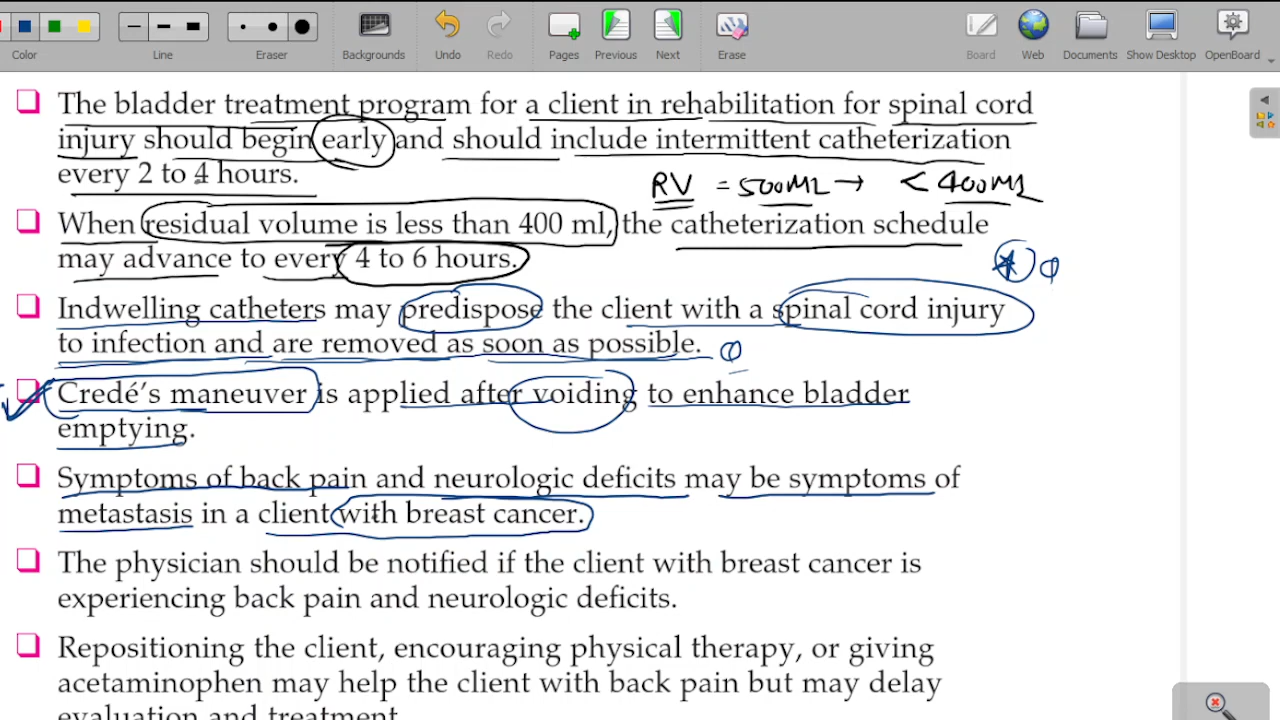 Color Line Eraser Backgrounds Undo Redo Pages Previous Next Erase Board Web Documents Show Desktop OpenBoard
The bladder treatment program for a client in rehabilitation for spinal cord
injury should begin early and should include intermittent catheterization
every 2 to 4 hours.
RV = 500ML → < 400ML
When residual volume is less than 400 ml, the catheterization schedule
may advance to every 4 to 6 hours.
Indwelling catheters may predispose the client with a spinal cord injury
to infection and are removed as soon as possible.
Credé's maneuver is applied after voiding to enhance bladder
emptying.
Symptoms of back pain and neurologic deficits may be symptoms of
metastasis in a client with breast cancer.
The physician should be notified if the client with breast cancer is
experiencing back pain and neurologic deficits.
Repositioning the client, encouraging physical therapy, or giving
acetaminophen may help the client with back pain but may delay
evaluation and treatment.